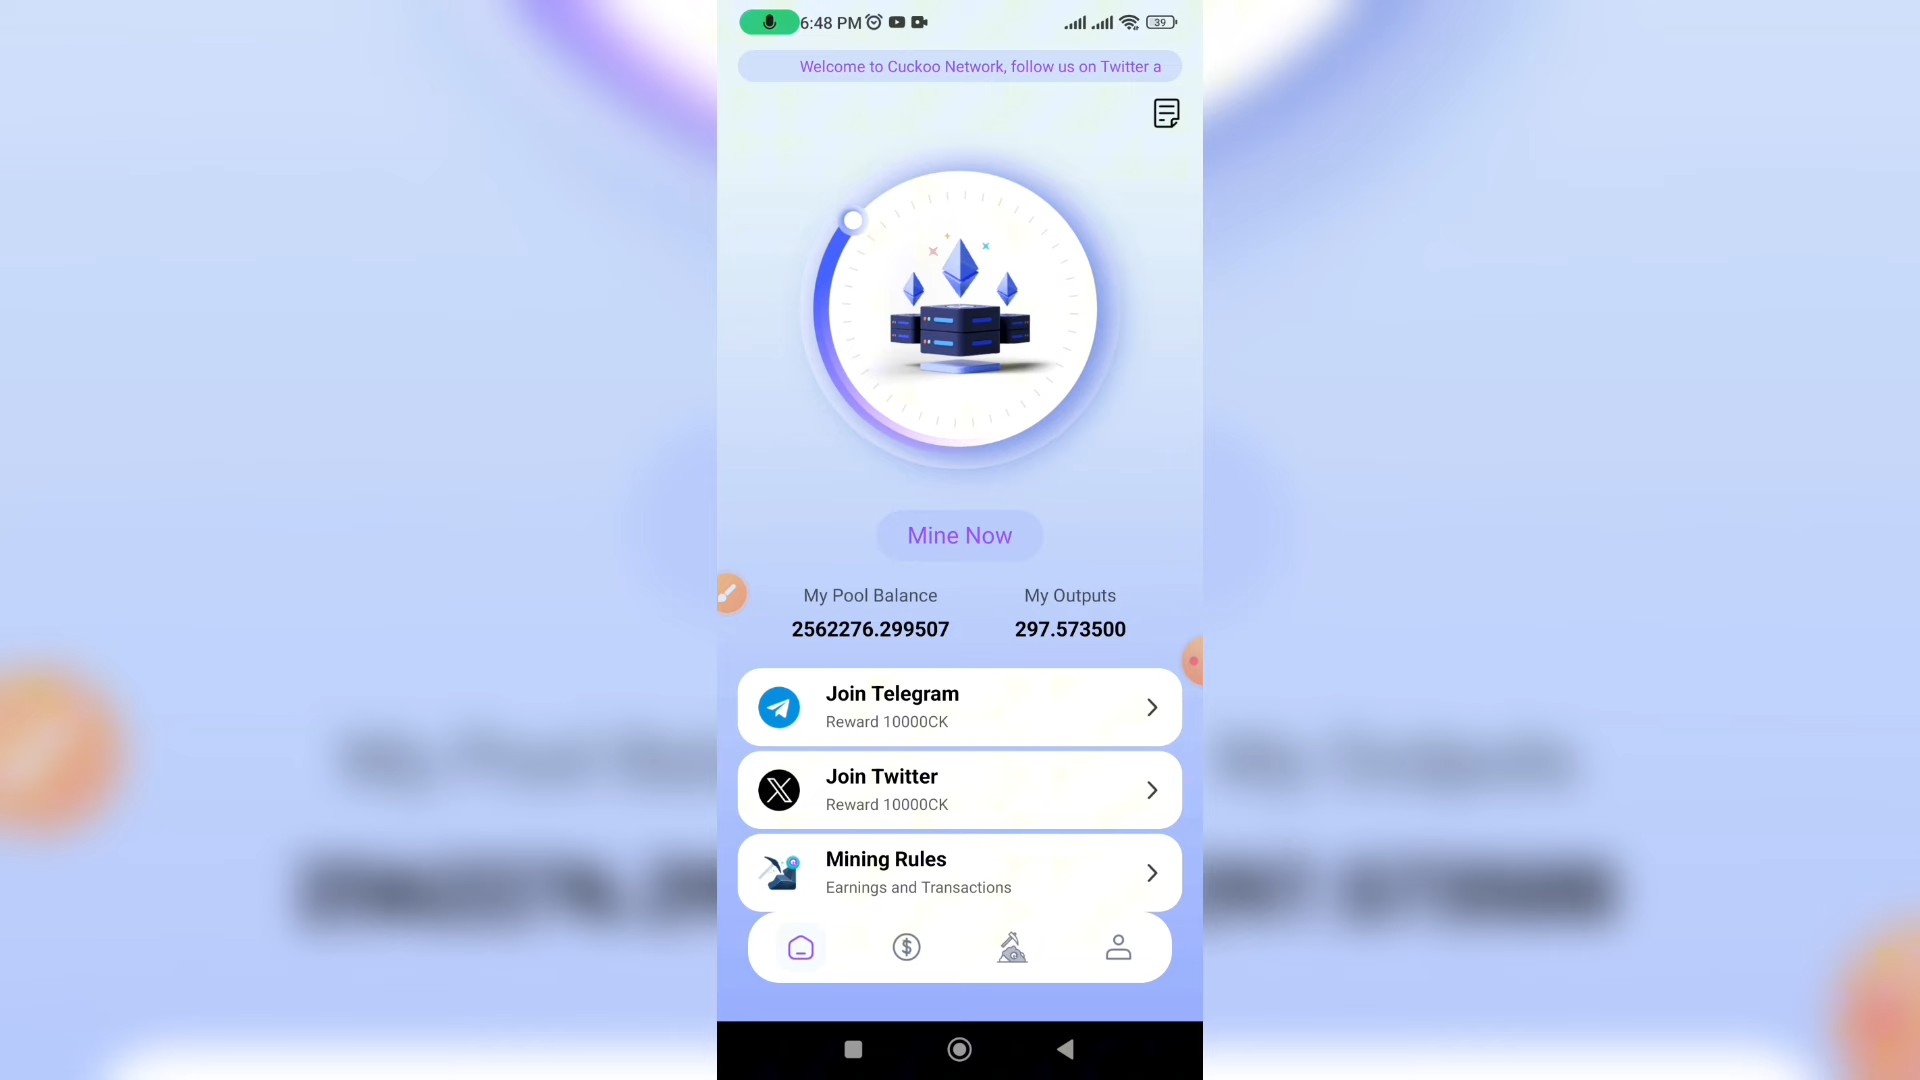 6:48 PM
39
Welcome to Cuckoo Network, follow us on Twitter a
Mine Now
My Pool Balance
My Outputs
2562276.299507
297.573500
Join Telegram
Reward 10000CK
Join Twitter
Reward 10000CK
Mining Rules
Earnings and Transactions